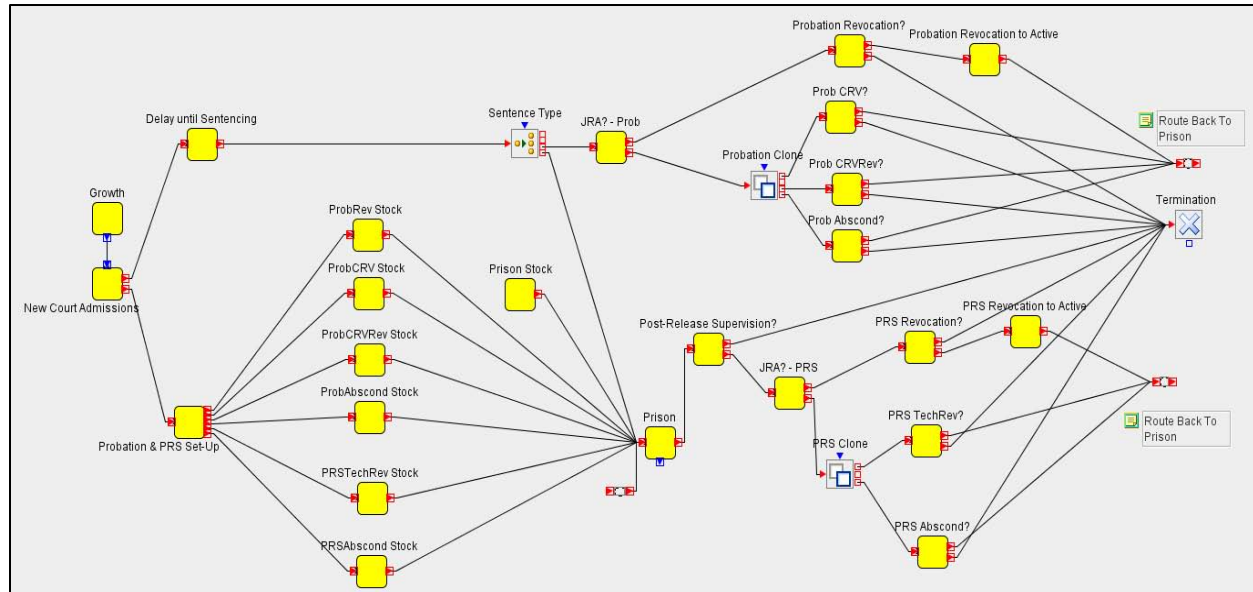 Probation Revocation?
Probation Revocation to Active
Prob CRV?
Sentence Type
Delay until Sentencing
JRA? - Prob
Route Back To
Prison
Probation Clone
Prob CRVRev?
Growth
Termination
ProbRev Stock
Prob Abscond?
ProbCRV Stock
Prison Stock
New Court Admissions
PRS Revocation to Active
Post-Release Supervision?
PRS Revocation?
ProbCRVRev Stock
JRA? - PRS
ProbAbscond Stock
Prison
PRS TechRev?
Route Back To
Prison
Probation & PRS Set-Up
PRS Clone
PRSTechRev Stock
PRS Abscond?
PRSAbscond Stock